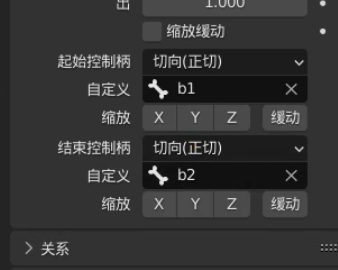 出 1.000
缩放缓动
起始控制柄 切向(正切)
自定义 b1
缩放 X Y Z 缓动
结束控制柄 切向(正切)
自定义 b2
缩放 X Y Z 缓动
关系